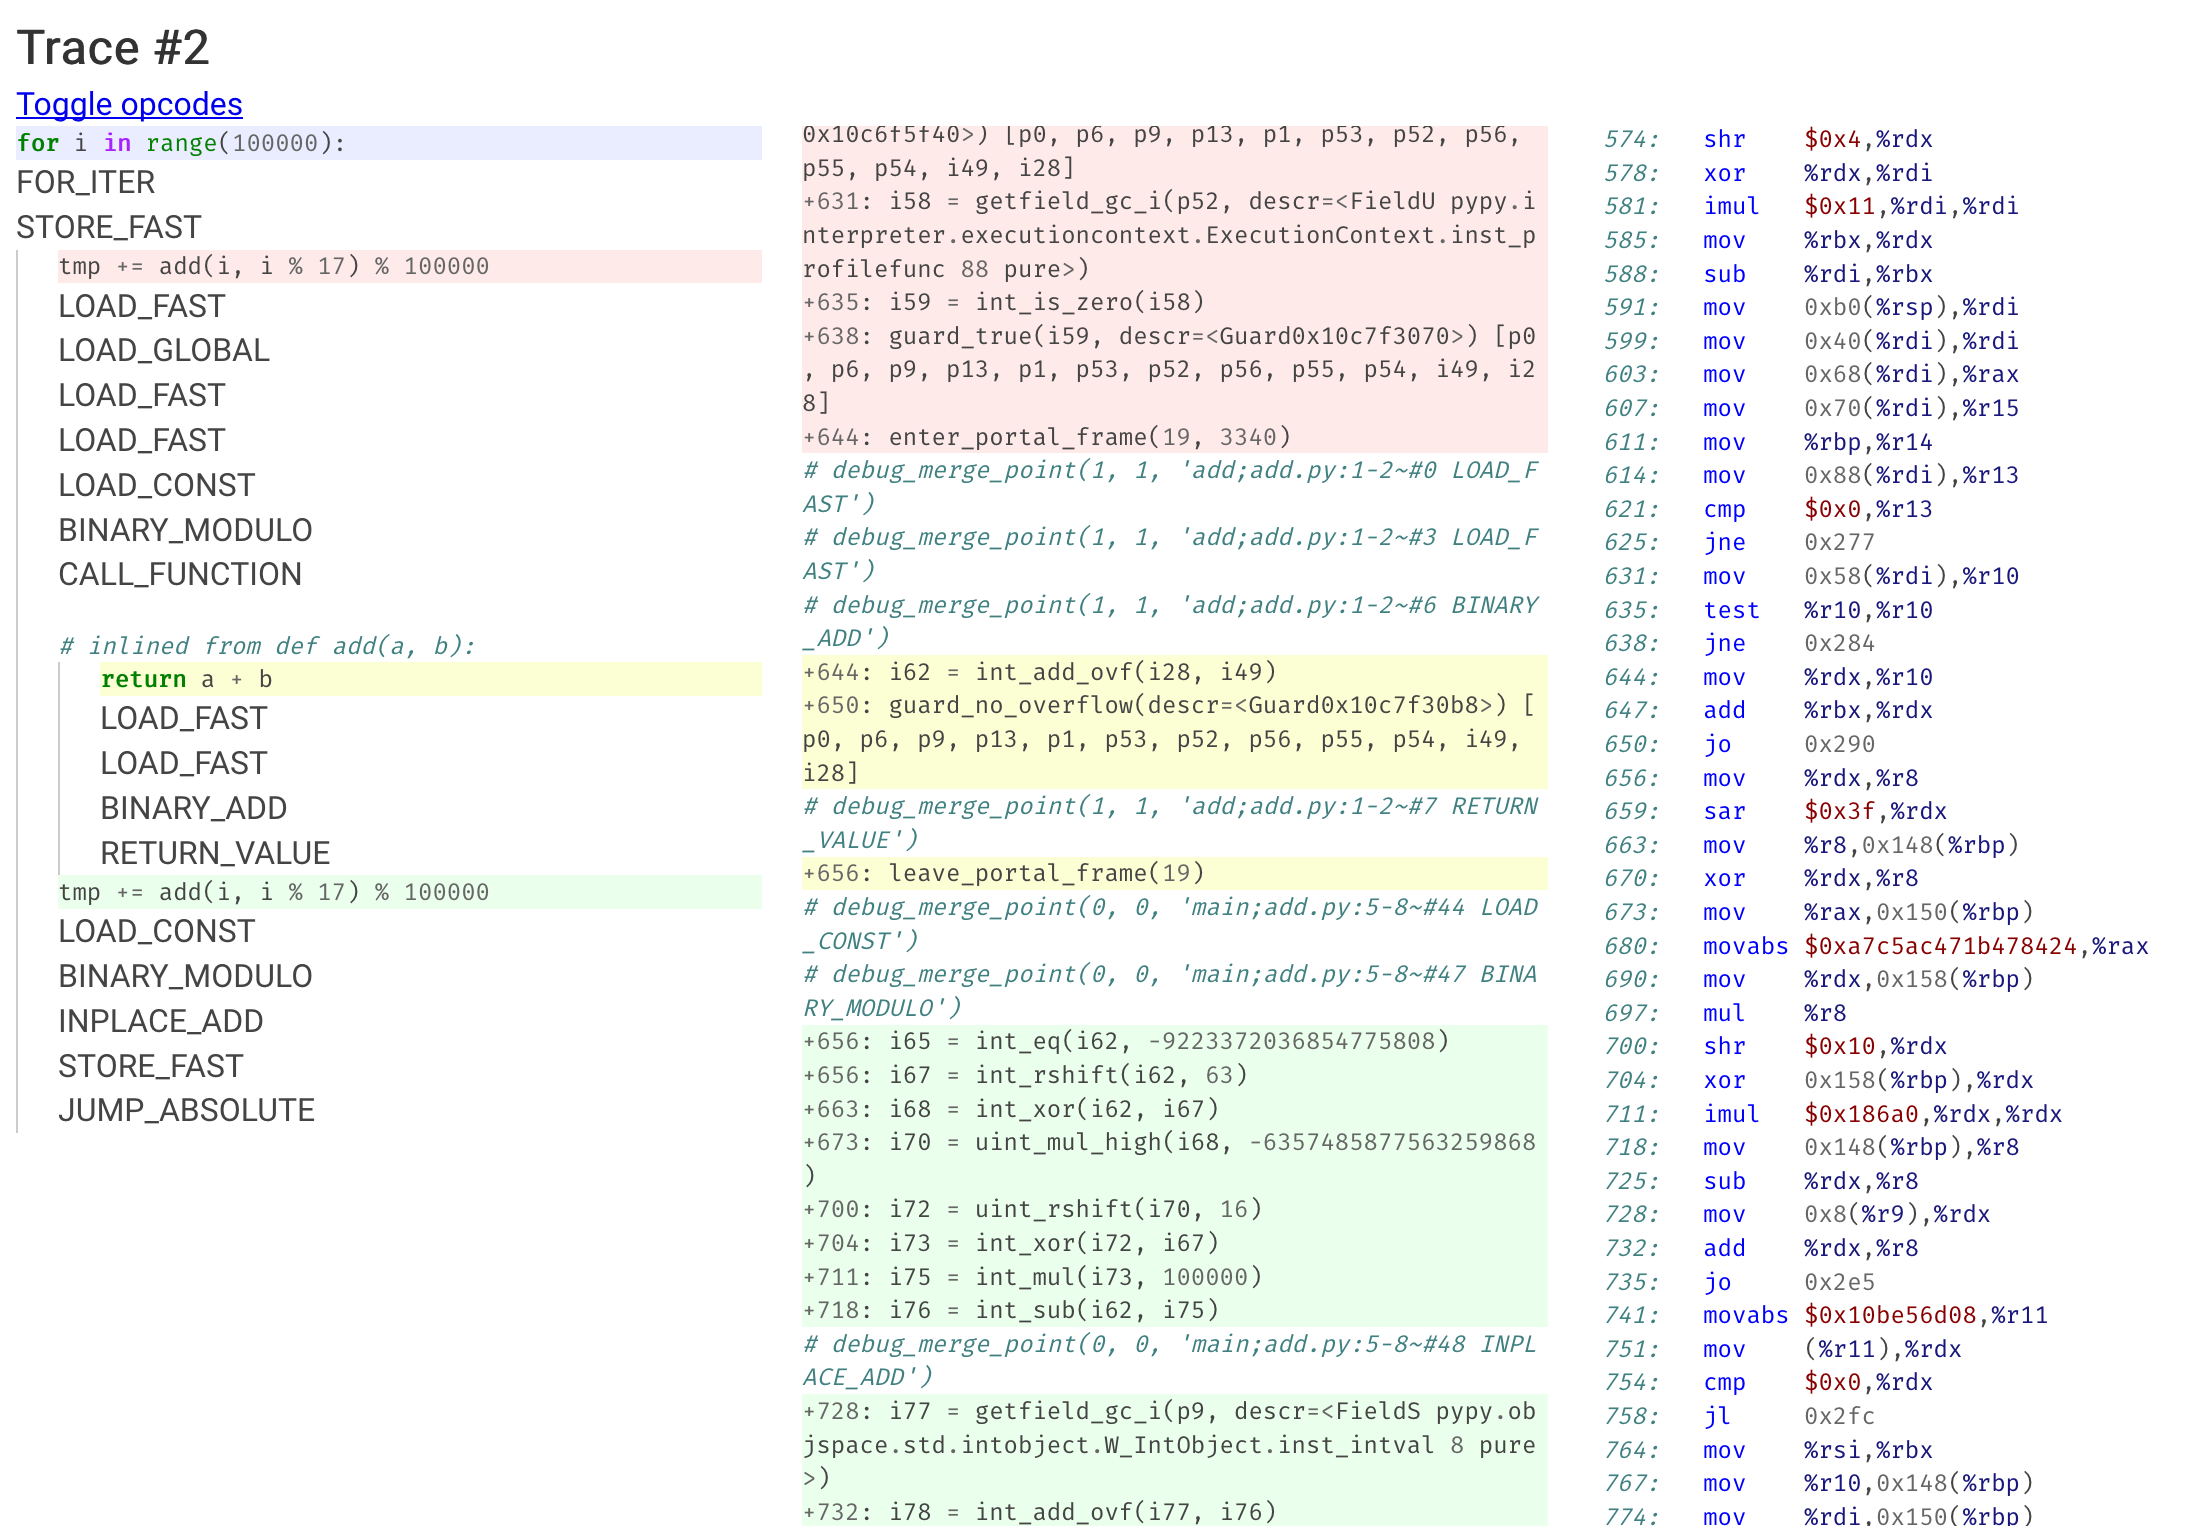 Trace #2
Toggle opcodes
for i in range(100000):
FOR_ITER
STORE_FAST
tmp += add(i, i % 17) % 100000
LOAD_FAST
LOAD_GLOBAL
LOAD_FAST
LOAD_FAST
LOAD_CONST
BINARY_MODULO
CALL_FUNCTION
# inlined from def add(a, b):
return a + b
LOAD_FAST
LOAD_FAST
BINARY_ADD
RETURN_VALUE
tmp += add(i, i % 17) % 100000
LOAD_CONST
BINARY_MODULO
INPLACE_ADD
STORE_FAST
JUMP_ABSOLUTE
0x10c6f5f40>) [p0, p6, p9, p13, p1, p53, p52, p56,
p55, p54, i49, i28]
+631: i58 = getfield_gc_i(p52, descr=<FieldU pypy.i
nterpreter.executioncontext.ExecutionContext.inst_p
rofilefunc 88 pure>)
+635: i59 = int_is_zero(i58)
+638: guard_true(i59, descr=<Guard0x10c7f3070>) [p0
, p6, p9, p13, p1, p53, p52, p56, p55, p54, i49, i2
8]
+644: enter_portal_frame(19, 3340)
# debug_merge_point(1, 1, 'add;add.py:1-2~#0 LOAD_F
AST')
# debug_merge_point(1, 1, 'add;add.py:1-2~#3 LOAD_F
AST')
# debug_merge_point(1, 1, 'add;add.py:1-2~#6 BINARY
_ADD')
+644: i62 = int_add_ovf(i28, i49)
+650: guard_no_overflow(descr=<Guard0x10c7f30b8>) [
p0, p6, p9, p13, p1, p53, p52, p56, p55, p54, i49,
i28]
# debug_merge_point(1, 1, 'add;add.py:1-2~#7 RETURN
_VALUE')
+656: leave_portal_frame(19)
# debug_merge_point(0, 0, 'main;add.py:5-8~#44 LOAD
_CONST')
# debug_merge_point(0, 0, 'main;add.py:5-8~#47 BINA
RY_MODULO')
+656: i65 = int_eq(i62, -9223372036854775808)
+656: i67 = int_rshift(i62, 63)
+663: i68 = int_xor(i62, i67)
+673: i70 = uint_mul_high(i68, -6357485877563259868
)
+700: i72 = uint_rshift(i70, 16)
+704: i73 = int_xor(i72, i67)
+711: i75 = int_mul(i73, 100000)
+718: i76 = int_sub(i62, i75)
# debug_merge_point(0, 0, 'main;add.py:5-8~#48 INPL
ACE_ADD')
+728: i77 = getfield_gc_i(p9, descr=<FieldS pypy.ob
jspace.std.intobject.W_IntObject.inst_intval 8 pure
>)
+732: i78 = int_add_ovf(i77, i76)
574: shr $0x4,%rdx
578: xor %rdx,%rdi
581: imul $0x11,%rdi,%rdi
585: mov %rbx,%rdx
588: sub %rdi,%rbx
591: mov 0xb0(%rsp),%rdi
599: mov 0x40(%rdi),%rdi
603: mov 0x68(%rdi),%rax
607: mov 0x70(%rdi),%r15
611: mov %rbp,%r14
614: mov 0x88(%rdi),%r13
621: cmp $0x0,%r13
625: jne 0x277
631: mov 0x58(%rdi),%r10
635: test %r10,%r10
638: jne 0x284
644: mov %rdx,%r10
647: add %rbx,%rdx
650: jo 0x290
656: mov %rdx,%r8
659: sar $0x3f,%rdx
663: mov %r8,0x148(%rbp)
670: xor %rdx,%r8
673: mov %rax,0x150(%rbp)
680: movabs $0xa7c5ac471b478424,%rax
690: mov %rdx,0x158(%rbp)
697: mul %r8
700: shr $0x10,%rdx
704: xor 0x158(%rbp),%rdx
711: imul $0x186a0,%rdx,%rdx
718: mov 0x148(%rbp),%r8
725: sub %rdx,%r8
728: mov 0x8(%r9),%rdx
732: add %rdx,%r8
735: jo 0x2e5
741: movabs $0x10be56d08,%r11
751: mov (%r11),%rdx
754: cmp $0x0,%rdx
758: jl 0x2fc
764: mov %rsi,%rbx
767: mov %r10,0x148(%rbp)
774: mov %rdi,0x150(%rbp)